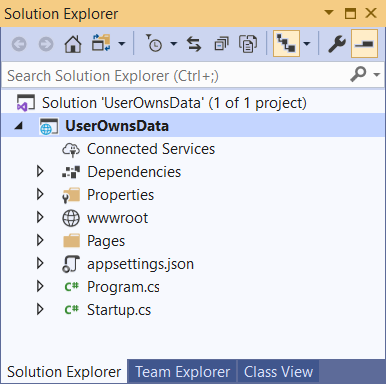 Solution Explorer
Search Solution Explorer (Ctrl+;)
Solution 'UserOwnsData' (1 of 1 project)
UserOwnsData
Connected Services
Dependencies
Properties
wwwroot
Pages
appsettings.json
C# Program.cs
C# Startup.cs
Solution Explorer Team Explorer Class View